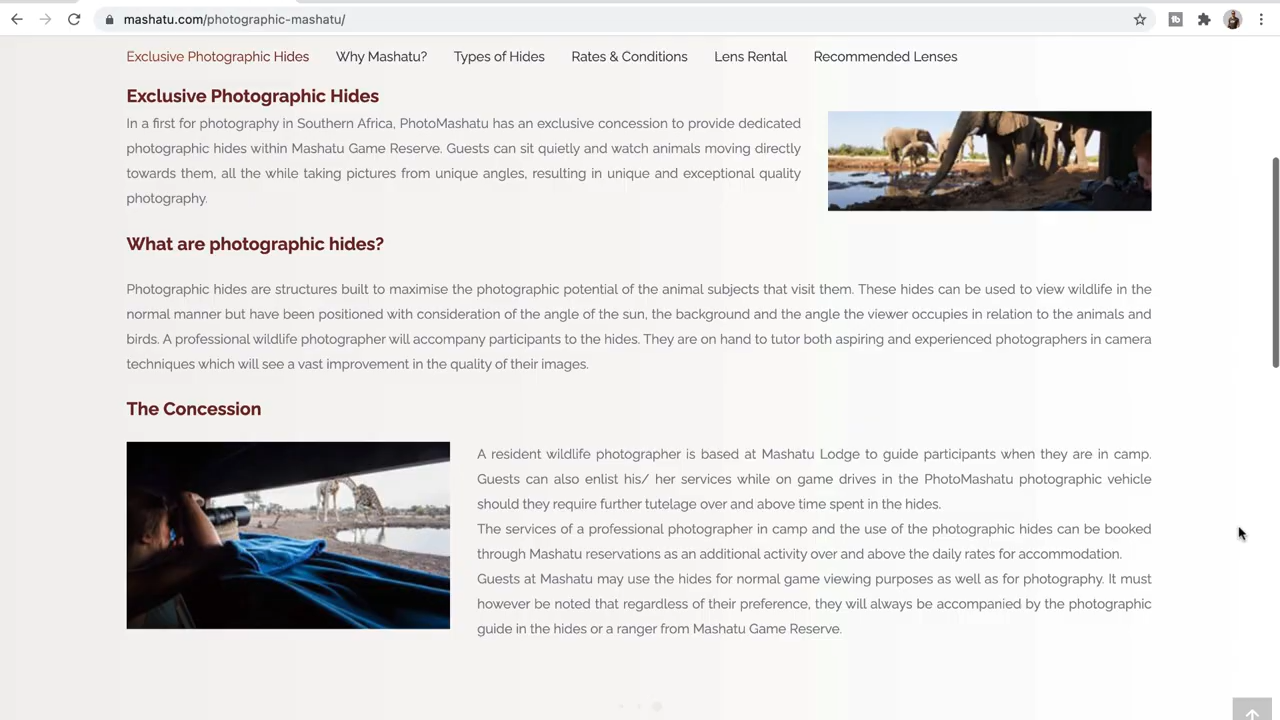 mashatu.com/photographic-mashatu/
Exclusive Photographic Hides Why Mashatu? Types of Hides Rates & Conditions Lens Rental Recommended Lenses
Exclusive Photographic Hides
In a first for photography in Southern Africa, PhotoMashatu has an exclusive concession to provide dedicated
photographic hides within Mashatu Game Reserve. Guests can sit quietly and watch animals moving directly
towards them, all the while taking pictures from unique angles, resulting in unique and exceptional quality
photography.
What are photographic hides?
Photographic hides are structures built to maximise the photographic potential of the animal subjects that visit them. These hides can be used to view wildlife in the
normal manner but have been positioned with consideration of the angle of the sun, the background and the angle the viewer occupies in relation to the animals and
birds. A professional wildlife photographer will accompany participants to the hides. They are on hand to tutor both aspiring and experienced photographers in camera
techniques which will see a vast improvement in the quality of their images.
The Concession
A resident wildlife photographer is based at Mashatu Lodge to guide participants when they are in camp.
Guests can also enlist his/ her services while on game drives in the PhotoMashatu photographic vehicle
should they require further tutelage over and above time spent in the hides.
The services of a professional photographer in camp and the use of the photographic hides can be booked
through Mashatu reservations as an additional activity over and above the daily rates for accommodation.
Guests at Mashatu may use the hides for normal game viewing purposes as well as for photography. It must
however be noted that regardless of their preference, they will always be accompanied by the photographic
guide in the hides or a ranger from Mashatu Game Reserve.